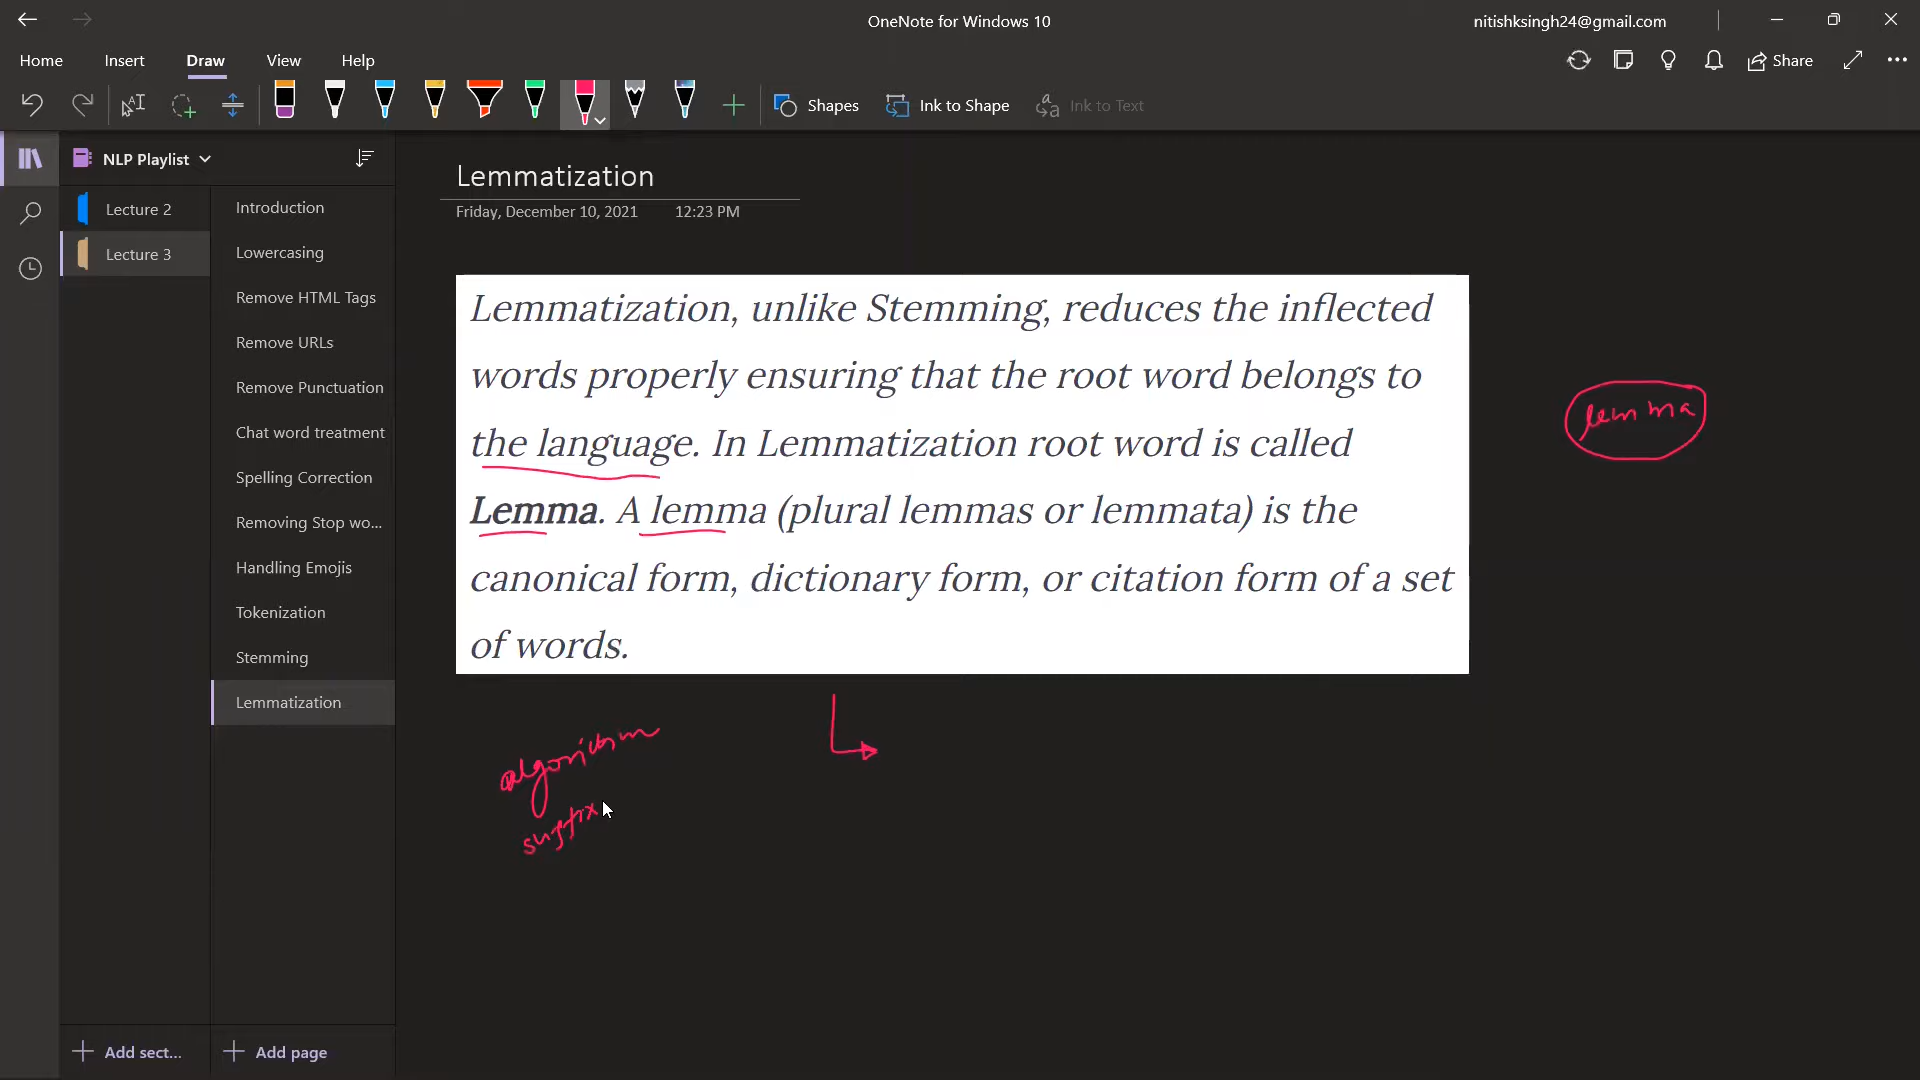 OneNote for Windows 10
nitishksingh24@gmail.com
Home Insert Draw View Help
Share
Shapes Ink to Shape Ink to Text
NLP Playlist
Lecture 2
Lecture 3
Introduction
Lowercasing
Remove HTML Tags
Remove URLs
Remove Punctuation
Chat word treatment
Spelling Correction
Removing Stop wo...
Handling Emojis
Tokenization
Stemming
Lemmatization
Add sect...
Add page
Lemmatization
Friday, December 10, 2021 12:23 PM
Lemmatization, unlike Stemming, reduces the inflected
words properly ensuring that the root word belongs to
the language. In Lemmatization root word is called
Lemma. A lemma (plural lemmas or lemmata) is the
canonical form, dictionary form, or citation form of a set
of words.
lemma
algorithm
suffix